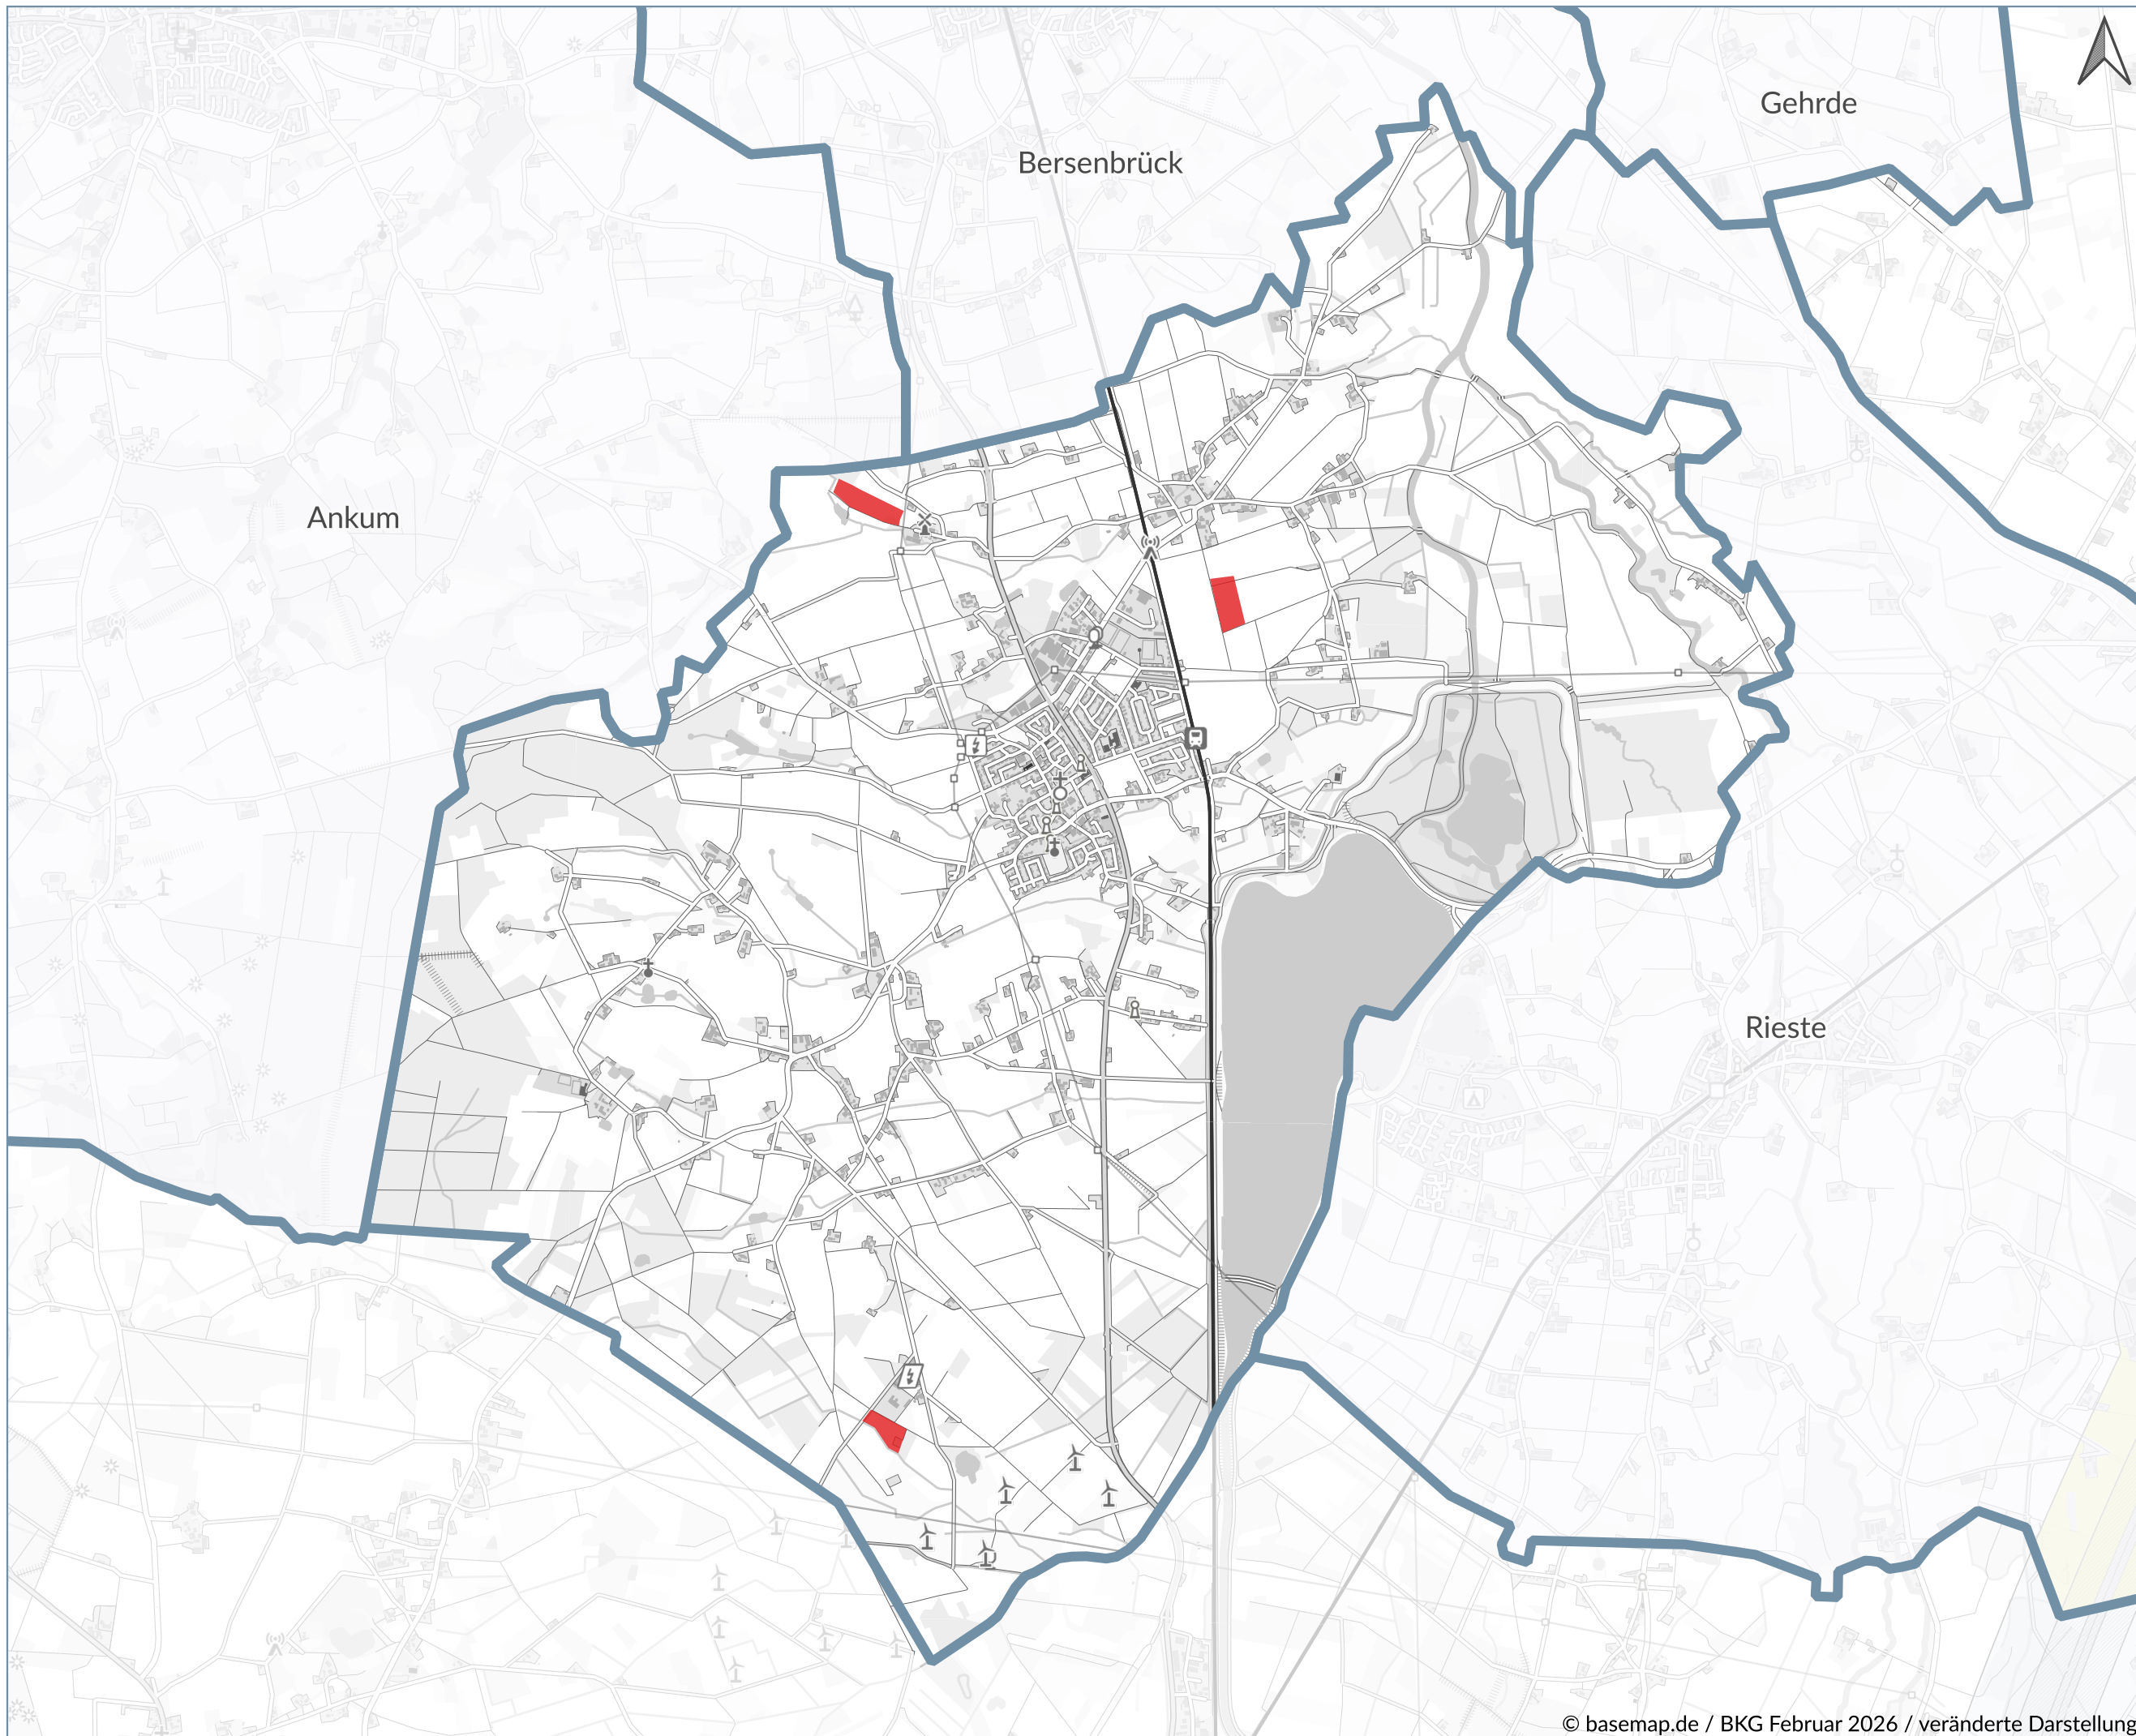 Gehrde
Bersenbrück
Ankum
Rieste
© basemap.de / BKG Februar 2026 / veränderte Darstellung